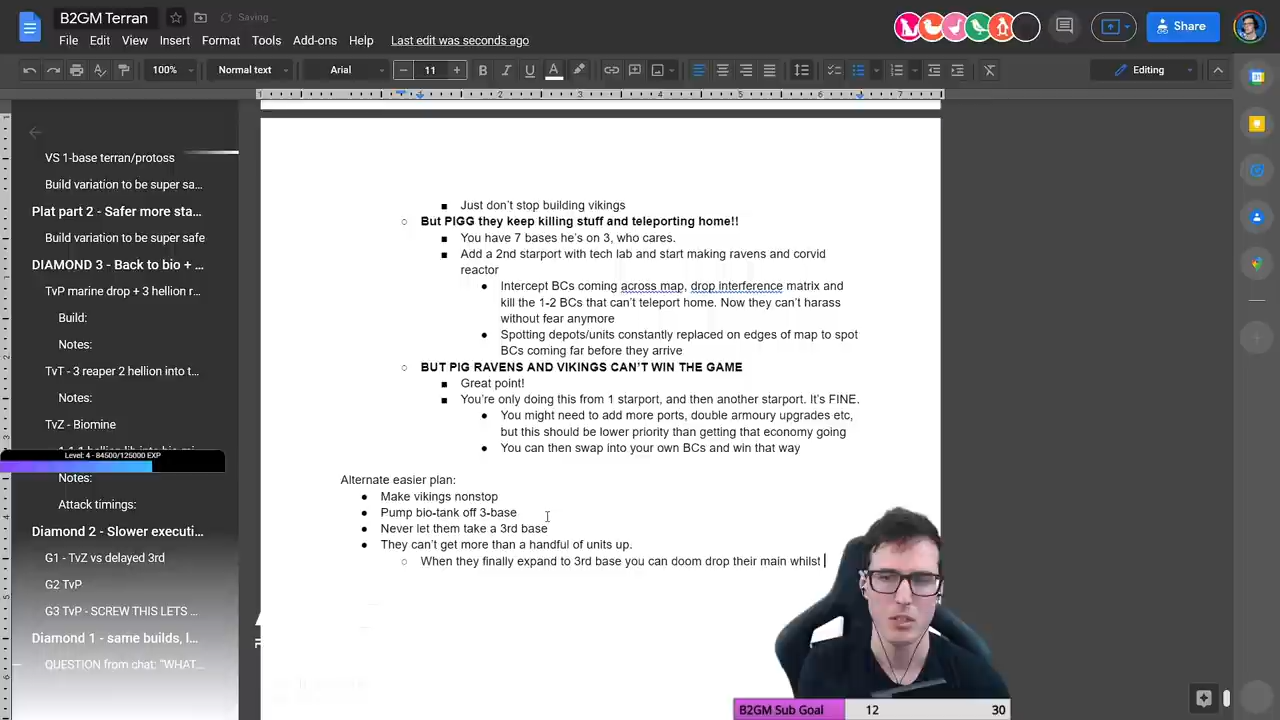 B2GM Terran
Saving...
File Edit View Insert Format Tools Add-ons Help Last edit was seconds ago
Share
100% Normal text Arial 11 Editing
1 1 2 3 4 5 6 7
VS 1-base terran/protoss
Build variation to be super sa...
Plat part 2 - Safer more sta...
Build variation to be super safe
DIAMOND 3 - Back to bio + ...
TvP marine drop + 3 hellion r...
Build:
Notes:
TvT - 3 reaper 2 hellion into t...
Notes:
TvZ - Biomine
Level: 4 - 84500/125000 EXP
Notes:
Attack timings:
Diamond 2 - Slower executi...
G1 - TvZ vs delayed 3rd
G2 TvP
G3 TvP - SCREW THIS LETS ...
Diamond 1 - same builds, l...
QUESTION from chat: "WHAT...
■ Just don't stop building vikings
○ But PIGG they keep killing stuff and teleporting home!!
■ You have 7 bases he's on 3, who cares.
■ Add a 2nd starport with tech lab and start making ravens and corvid
reactor
● Intercept BCs coming across map, drop interference matrix and
kill the 1-2 BCs that can't teleport home. Now they can't harass
without fear anymore
● Spotting depots/units constantly replaced on edges of map to spot
BCs coming far before they arrive
○ BUT PIG RAVENS AND VIKINGS CAN'T WIN THE GAME
■ Great point!
■ You're only doing this from 1 starport, and then another starport. It's FINE.
● You might need to add more ports, double armoury upgrades etc,
but this should be lower priority than getting that economy going
● You can then swap into your own BCs and win that way
Alternate easier plan:
● Make vikings nonstop
● Pump bio-tank off 3-base
● Never let them take a 3rd base
● They can't get more than a handful of units up.
○ When they finally expand to 3rd base you can doom drop their main whilst
B2GM Sub Goal 12 30